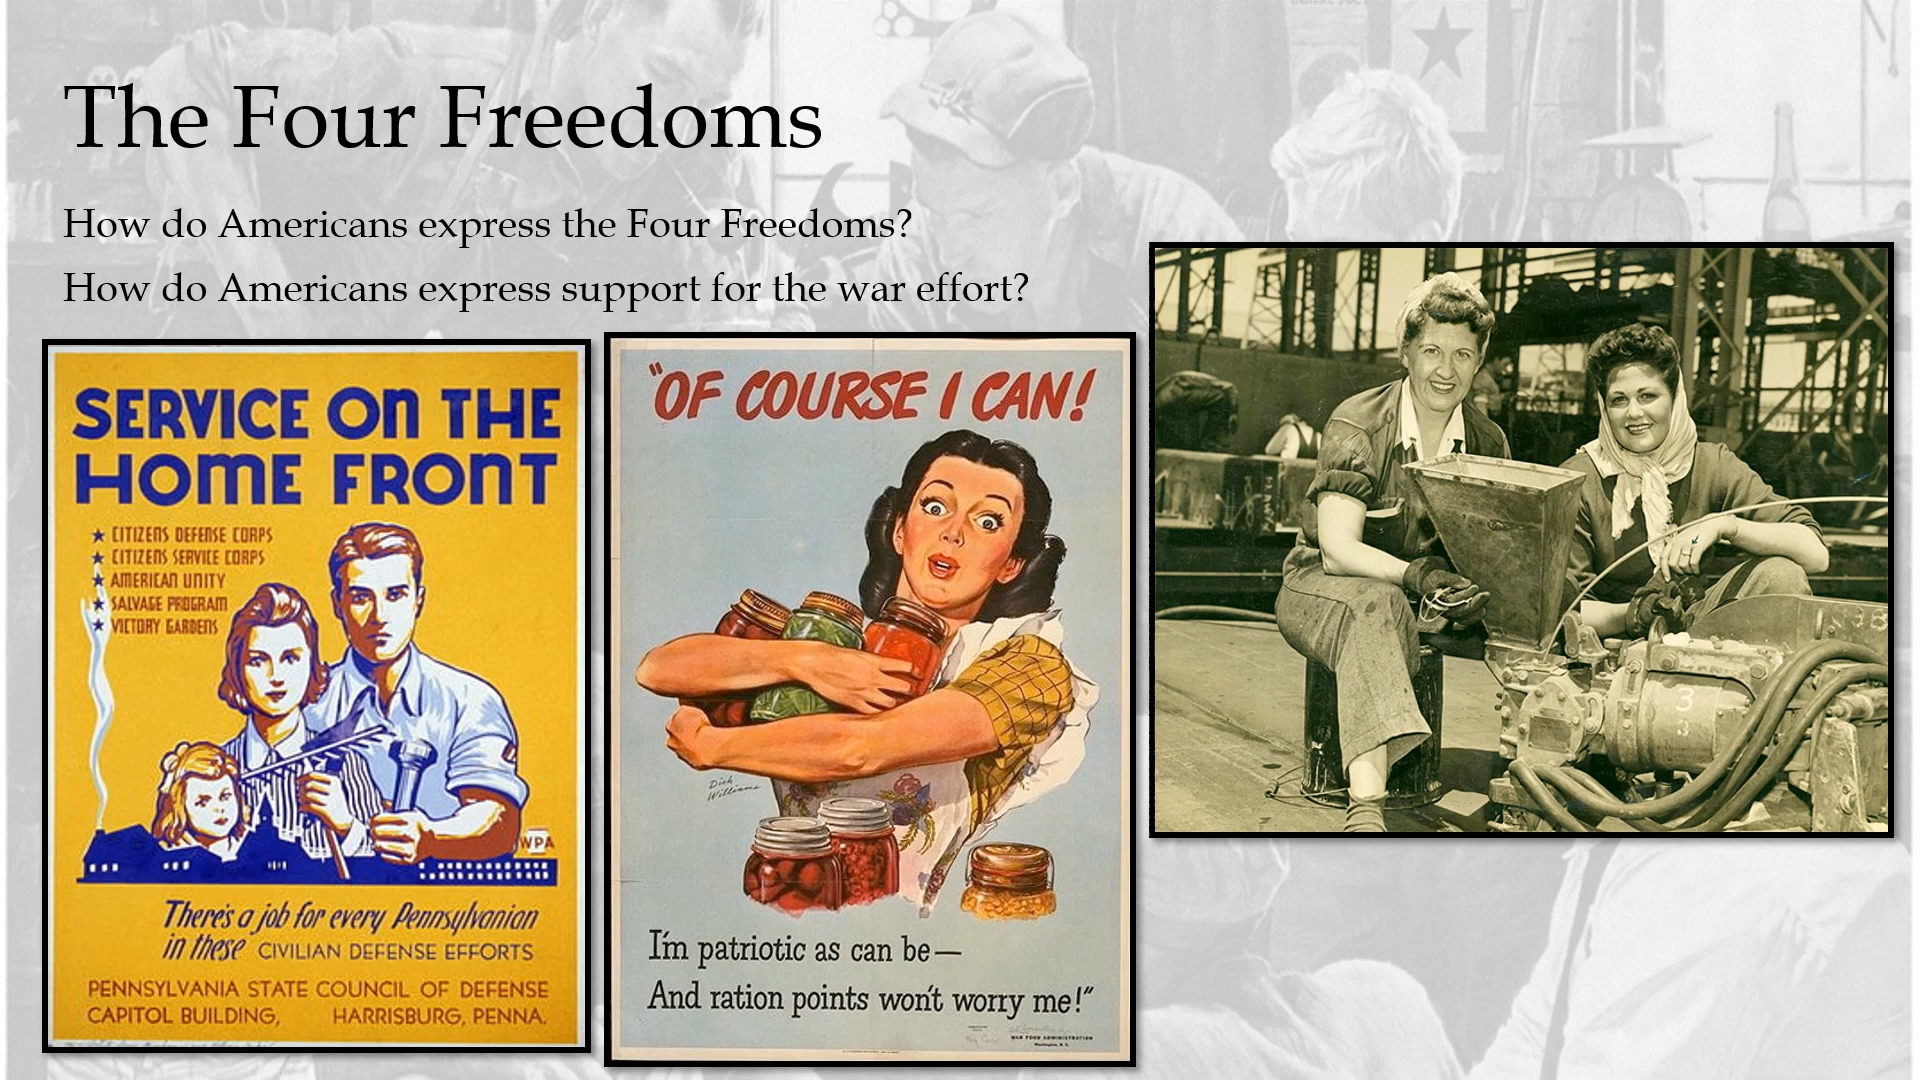 The Four Freedoms
How do Americans express the Four Freedoms?
How do Americans express support for the war effort?
SERVICE ON THE
HOME FRONT
★ CITIZENS DEFENSE CORPS
★ CITIZENS SERVICE CORPS
★ AMERICAN UNITY
★ SALVAGE PROGRAM
★ VICTORY GARDENS
WPA
There's a job for every Pennsylvanian
in these CIVILIAN DEFENSE EFFORTS
PENNSYLVANIA STATE COUNCIL OF DEFENSE
CAPITOL BUILDING, HARRISBURG, PENNA.
"OF COURSE I CAN!
Dick
Williams
I'm patriotic as can be—
And ration points won't worry me!"
WAR FOOD ADMINISTRATION
Washington, D. C.
3